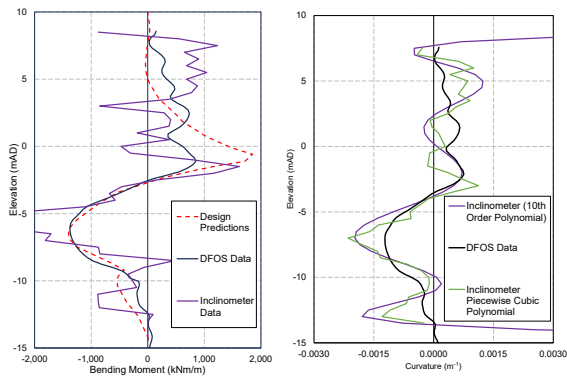 10
5
0
-5
-10
-15
Elevation (mAD)
-2,000
-1,000
0
1,000
2,000
Bending Moment (kNm/m)
Design
Predictions
DFOS Data
Inclinometer
Data
10
5
0
-5
-10
-15
Elevation (mAD)
-0.0030
-0.0015
0.0000
0.0015
0.0030
Curvature (m-1)
Inclinometer (10th
Order Polynomial)
DFOS Data
Inclinometer
Piecewise Cubic
Polynomial